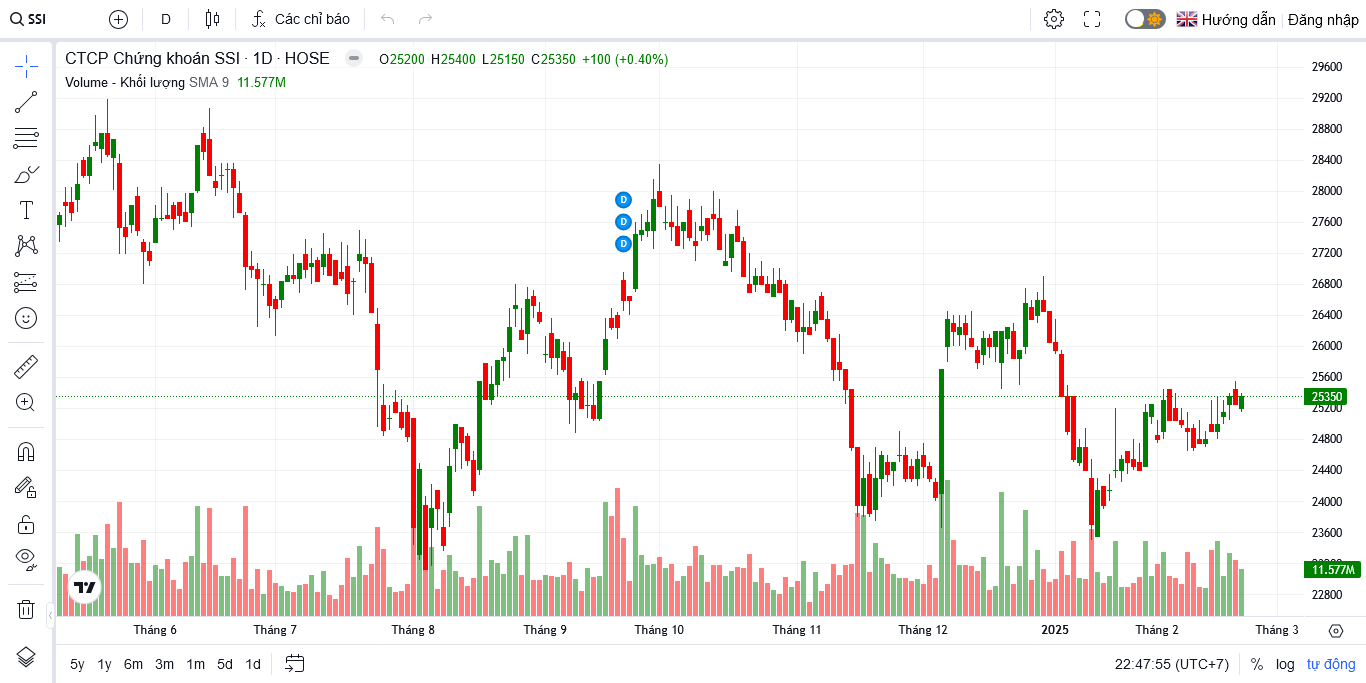 SSI D Các chỉ báo Hướng dẫn Đăng nhập
CTCP Chứng khoán SSI · 1D · HOSE O25200 H25400 L25150 C25350 +100 (+0.40%)
Volume - Khối lượng SMA 9 11.577M
29600
29200
28800
28400
28000
27600
27200
26800
26400
26000
25600
25350
25200
24800
24400
24000
23600
11.577M
22800
D
D
D
Tháng 6 Tháng 7 Tháng 8 Tháng 9 Tháng 10 Tháng 11 Tháng 12 2025 Tháng 2 Tháng 3
5y 1y 6m 3m 1m 5d 1d 22:47:55 (UTC+7) % log tự động